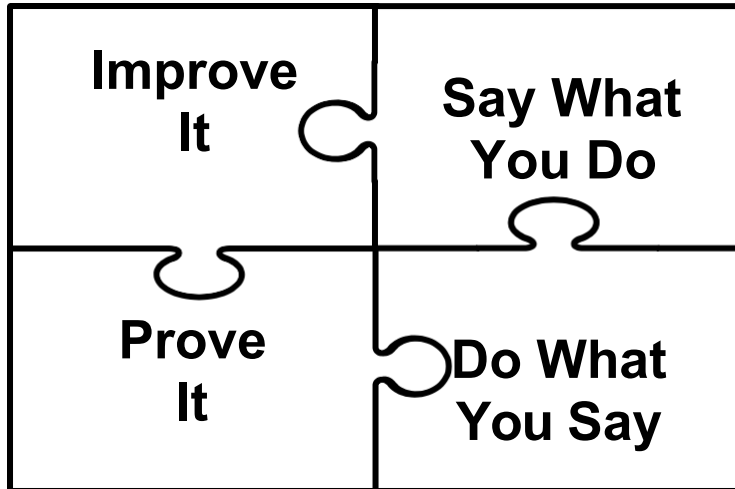 Improve
It
Say What
You Do
Prove
It
Do What
You Say